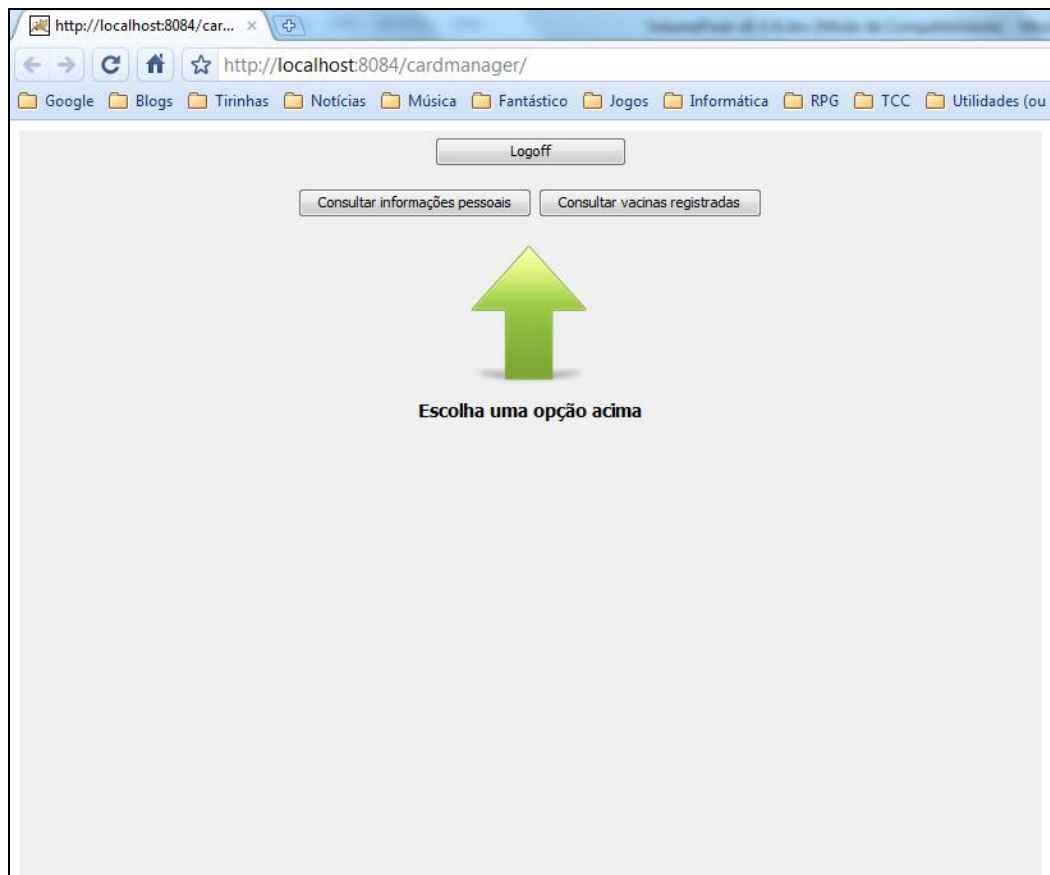 http://localhost:8084/car...
http://localhost:8084/cardmanager/
Google Blogs Tirinhas Notícias Música Fantástico Jogos Informática RPG TCC Utilidades (ou
Logoff
Consultar informações pessoais Consultar vacinas registradas
Escolha uma opção acima